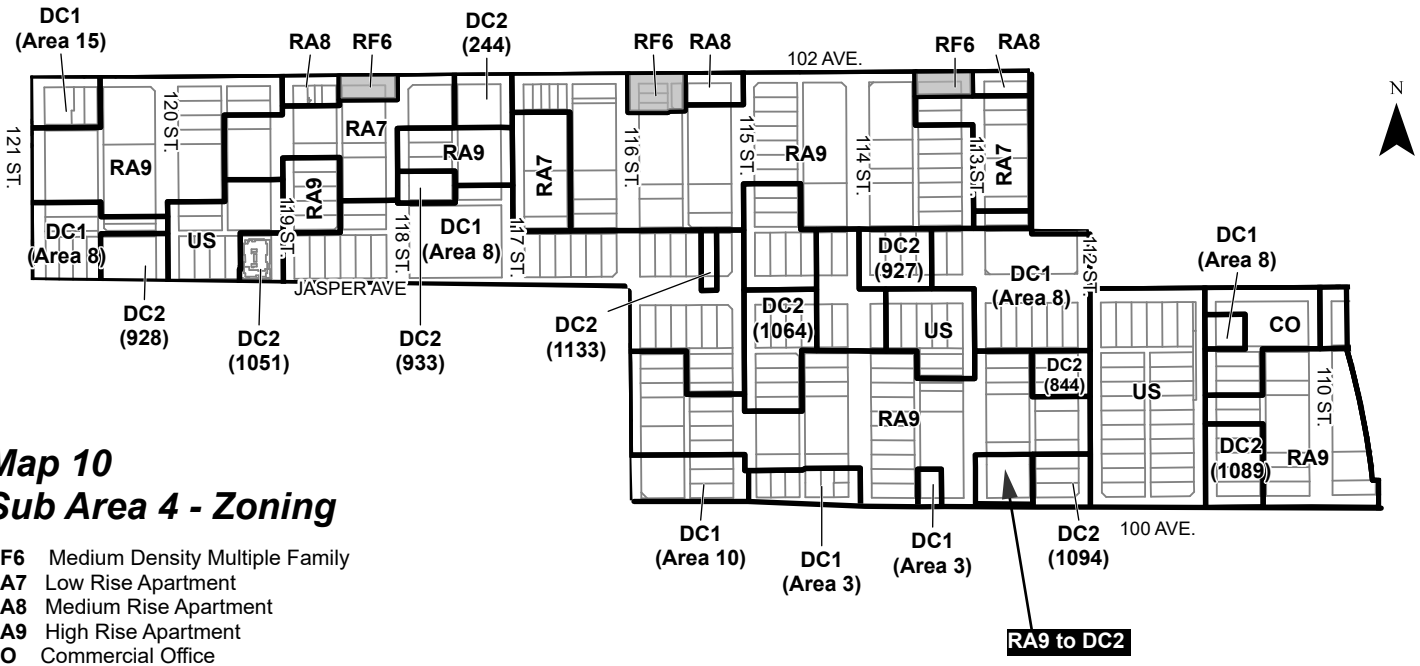 DC1
(Area 15)
RA8
RF6
DC2
(244)
RF6
RA8
102 AVE.
RF6
RA8
N
121 ST.
120 ST.
RA9
RA7
RA9
RA9
119 ST.
118 ST.
117 ST.
RA7
116 ST.
115 ST.
RA9
114 ST.
113 ST.
RA7
DC1
(Area 8)
US
DC1
(Area 8)
JASPER AVE
DC2
(928)
DC2
(1051)
DC2
(933)
DC2
(1133)
DC2
(927)
DC1
(Area 8)
112 ST.
DC1
(Area 8)
DC2
(1064)
US
CO
DC2
(844)
US
110 ST.
RA9
DC2
(1089)
RA9
DC1
(Area 10)
DC1
(Area 3)
DC1
(Area 3)
DC2
(1094)
100 AVE.
RA9 to DC2
Map 10
Sub Area 4 - Zoning
F6 Medium Density Multiple Family
A7 Low Rise Apartment
A8 Medium Rise Apartment
A9 High Rise Apartment
O Commercial Office